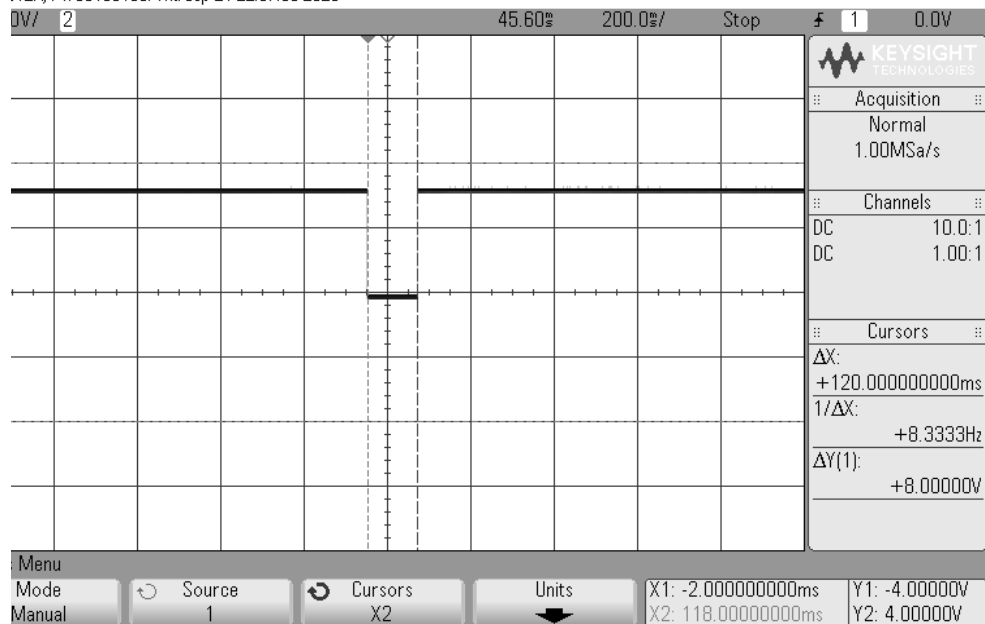 0V/ 2 45.60ms 200.0ms/ Stop 1 0.0V
KEYSIGHT
TECHNOLOGIES
Acquisition
Normal
1.00MSa/s
Channels
DC 10.0:1
DC 1.00:1
Cursors
ΔX:
+120.000000000ms
1/ΔX:
+8.3333Hz
ΔY(1):
+8.00000V
Menu
Mode Source Cursors Units X1: -2.000000000ms Y1: -4.00000V
Manual 1 X2 X2: 118.00000000ms Y2: 4.00000V